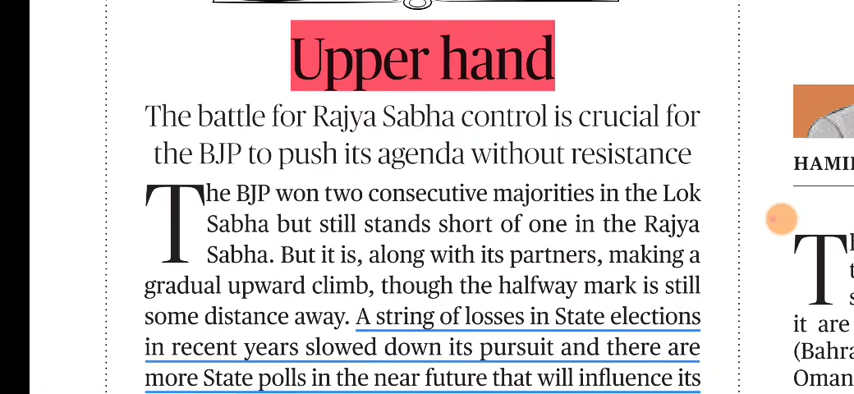 Upper hand
The battle for Rajya Sabha control is crucial for
the BJP to push its agenda without resistance
The BJP won two consecutive majorities in the Lok
Sabha but still stands short of one in the Rajya
Sabha. But it is, along with its partners, making a
gradual upward climb, though the halfway mark is still
some distance away. A string of losses in State elections
in recent years slowed down its pursuit and there are
more State polls in the near future that will influence its
HAMI
T
it are
(Bahra
Oman